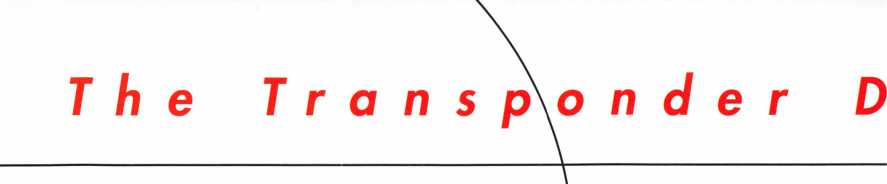 The Transponder D